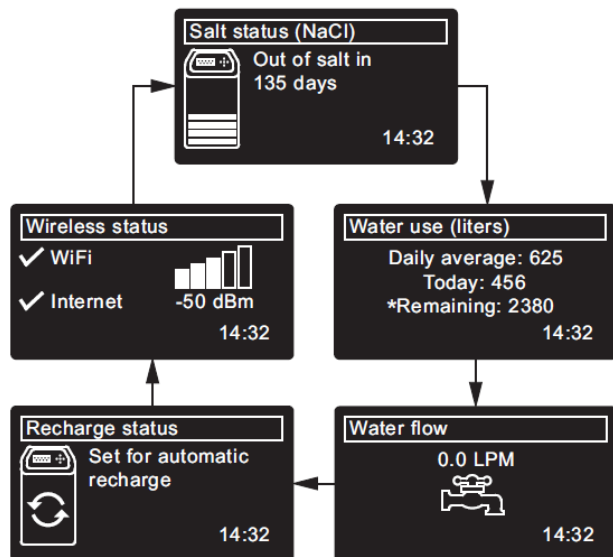 Salt status (NaCl)
Out of salt in
135 days
14:32
Water use (liters)
Daily average: 625
Today: 456
*Remaining: 2380
14:32
Water flow
0.0 LPM
14:32
Recharge status
Set for automatic
recharge
14:32
Wireless status
WiFi
Internet
-50 dBm
14:32